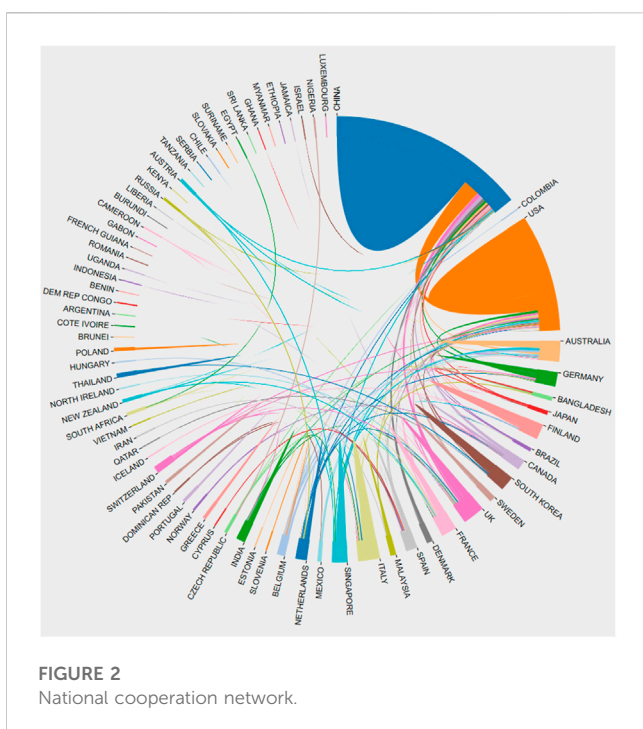 CHINA
COLOMBIA
USA
AUSTRALIA
GERMANY
BANGLADESH
JAPAN
FINLAND
BRAZIL
CANADA
SOUTH KOREA
SWEDEN
UK
FRANCE
DENMARK
SPAIN
MALAYSIA
ITALY
SINGAPORE
MEXICO
NETHERLANDS
BELGIUM
SLOVENIA
ESTONIA
INDIA
CZECH REPUBLIC
CYPRUS
GREECE
NORWAY
PORTUGAL
DOMINICAN REP
PAKISTAN
SWITZERLAND
ICELAND
QATAR
IRAN
VIETNAM
SOUTH AFRICA
NEW ZEALAND
NORTH IRELAND
THAILAND
HUNGARY
POLAND
BRUNEI
COTE IVOIRE
ARGENTINA
DEM REP CONGO
BENIN
INDONESIA
UGANDA
ROMANIA
FRENCH GUIANA
GABON
CAMEROON
BURUNDI
LIBERIA
RUSSIA
KENYA
AUSTRIA
TANZANIA
SERBIA
CHILE
SLOVAKIA
SURINAME
EGYPT
SRI LANKA
GHANA
MYANMAR
ETHIOPIA
JAMAICA
ISRAEL
NIGERIA
LUXEMBOURG
FIGURE 2
National cooperation network.